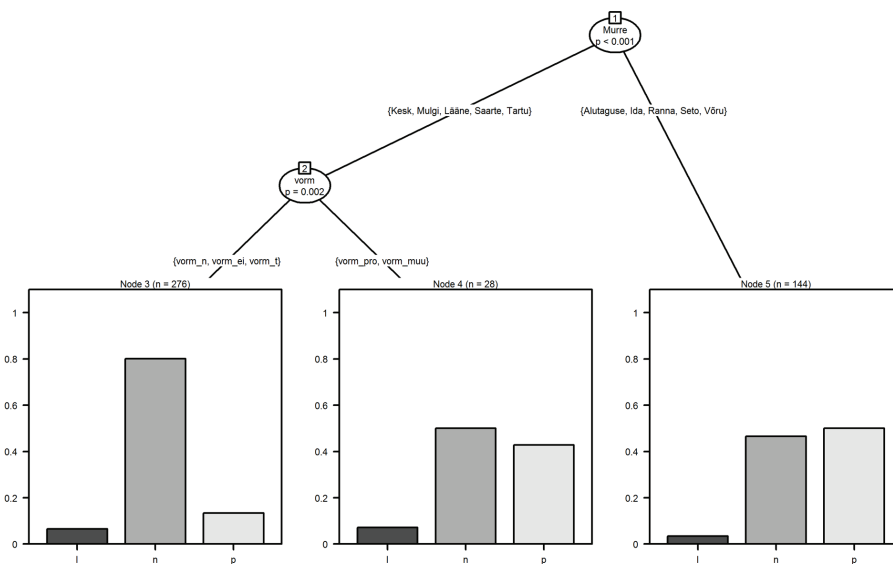 1
Murre
p < 0.001
{Kesk, Mulgi, Lääne, Saarte, Tartu}
{Alutaguse, Ida, Ranna, Seto, Võru}
2
vorm
p = 0.002
{vorm_n, vorm_ei, vorm_t}
{vorm_pro, vorm_muu}
Node 3 (n = 276)
1
0.8
0.6
0.4
0.2
0
l
n
p
Node 4 (n = 28)
1
0.8
0.6
0.4
0.2
0
l
n
p
Node 5 (n = 144)
1
0.8
0.6
0.4
0.2
0
l
n
p